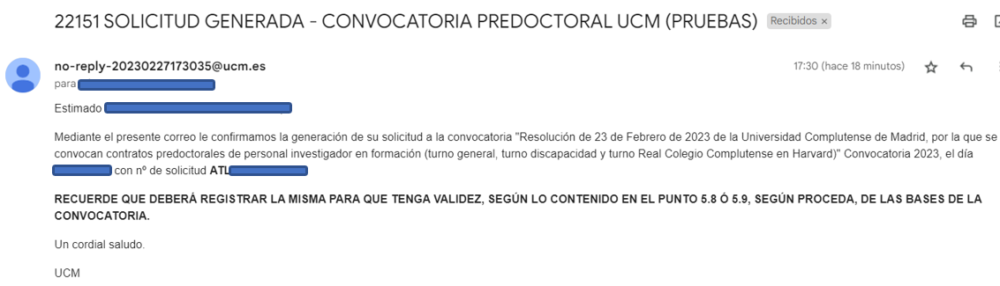 22151 SOLICITUD GENERADA - CONVOCATORIA PREDOCTORAL UCM (PRUEBAS) Recibidos ×
no-reply-20230227173035@ucm.es 17:30 (hace 18 minutos)
para
Estimado
Mediante el presente correo le confirmamos la generación de su solicitud a la convocatoria "Resolución de 23 de Febrero de 2023 de la Universidad Complutense de Madrid, por la que se
convocan contratos predoctorales de personal investigador en formación (turno general, turno discapacidad y turno Real Colegio Complutense en Harvard)" Convocatoria 2023, el día
con nº de solicitud ATL
RECUERDE QUE DEBERÁ REGISTRAR LA MISMA PARA QUE TENGA VALIDEZ, SEGÚN LO CONTENIDO EN EL PUNTO 5.8 Ó 5.9, SEGÚN PROCEDA, DE LAS BASES DE LA
CONVOCATORIA.
Un cordial saludo.
UCM